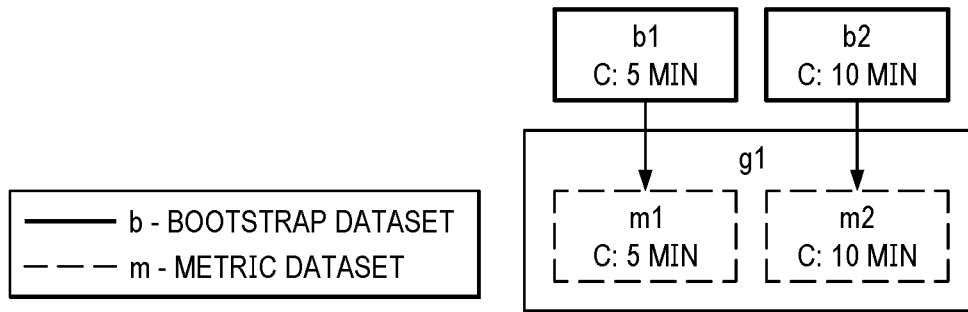 b1
C: 5 MIN
b2
C: 10 MIN
g1
m1
C: 5 MIN
m2
C: 10 MIN
b - BOOTSTRAP DATASET
m - METRIC DATASET